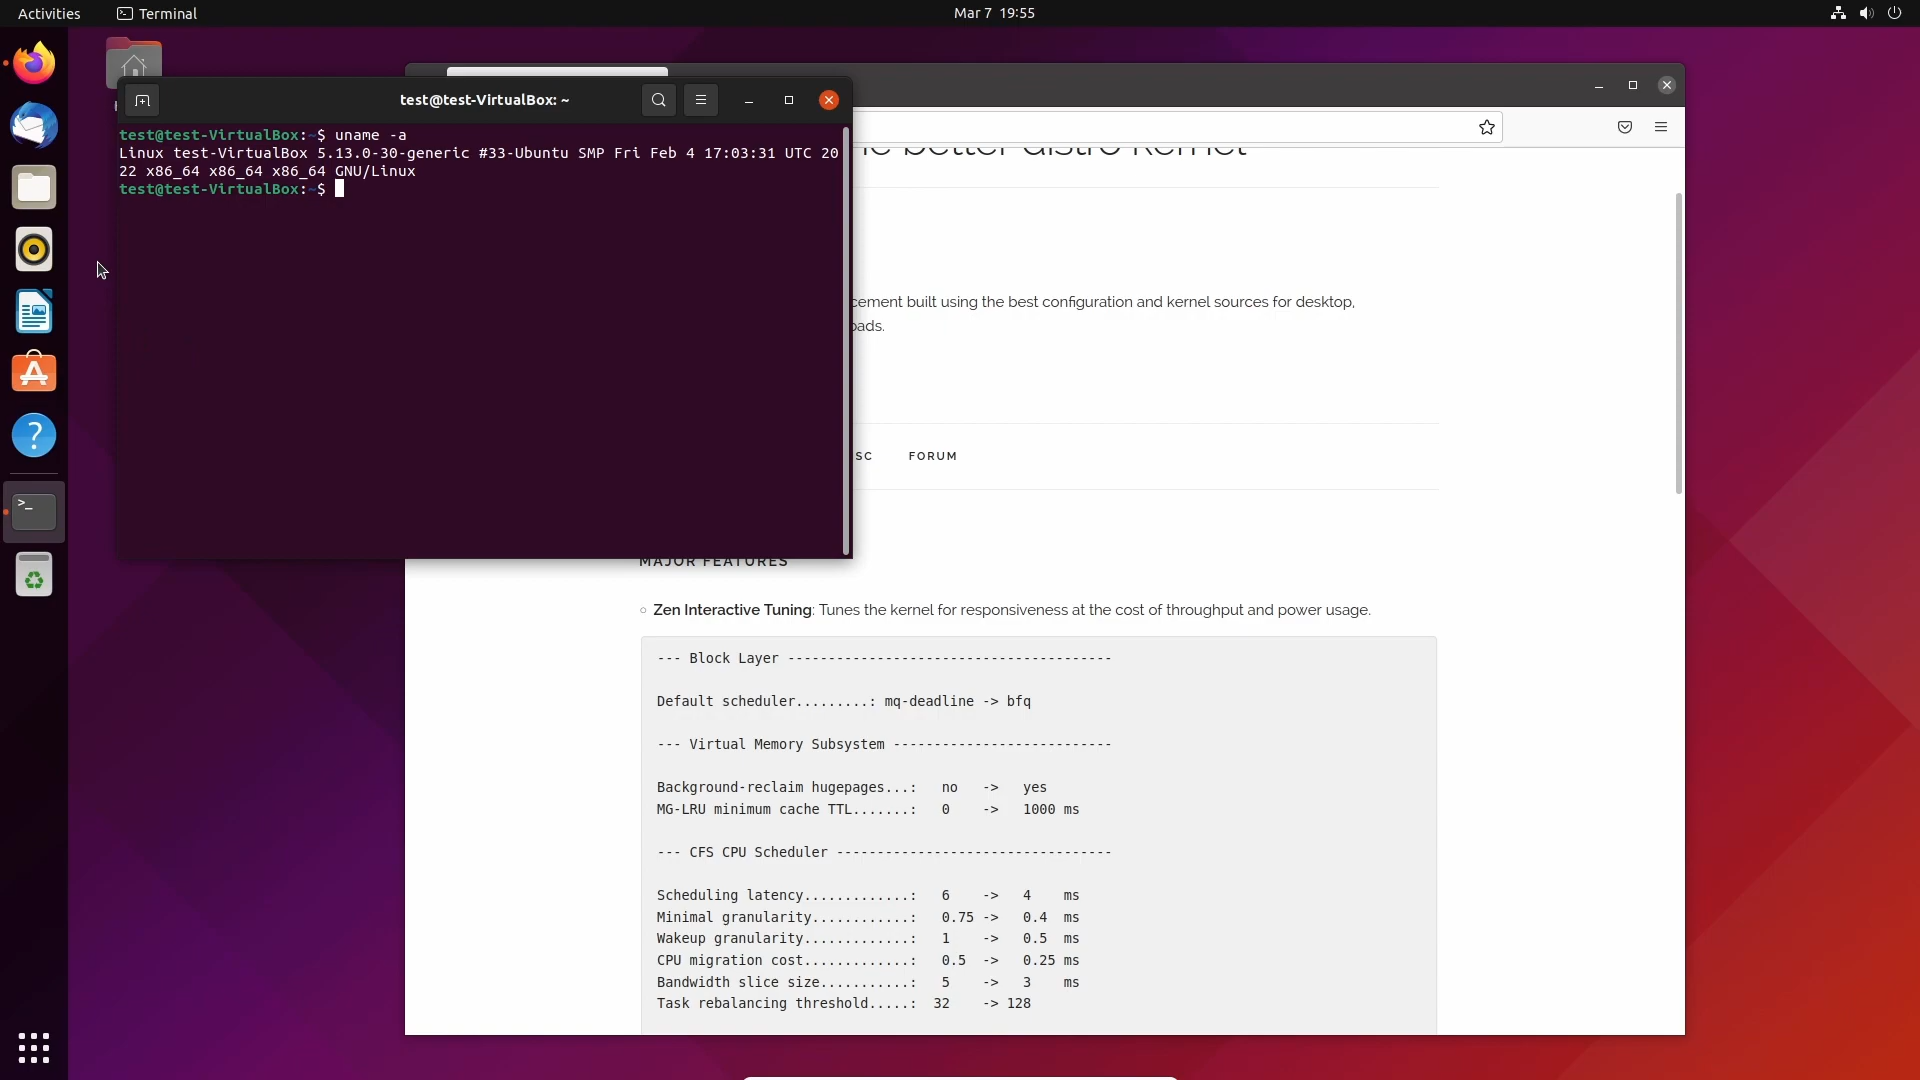 Activities
Terminal
Mar 7 19:55
test@test-VirtualBox: ~
test@test-VirtualBox:~$ uname -a
Linux test-VirtualBox 5.13.0-30-generic #33-Ubuntu SMP Fri Feb 4 17:03:31 UTC 20
22 x86_64 x86_64 x86_64 GNU/Linux
test@test-VirtualBox:~$
better distro kernel
cement built using the best configuration and kernel sources for desktop,
oads.
SC FORUM
MAJOR FEATURES
○ Zen Interactive Tuning: Tunes the kernel for responsiveness at the cost of throughput and power usage.
--- Block Layer ----------------------------------------
Default scheduler.........: mq-deadline -> bfq
--- Virtual Memory Subsystem ---------------------------
Background-reclaim hugepages...: no -> yes
MG-LRU minimum cache TTL.......: 0 -> 1000 ms
--- CFS CPU Scheduler ----------------------------------
Scheduling latency.............: 6 -> 4 ms
Minimal granularity............: 0.75 -> 0.4 ms
Wakeup granularity.............: 1 -> 0.5 ms
CPU migration cost.............: 0.5 -> 0.25 ms
Bandwidth slice size...........: 5 -> 3 ms
Task rebalancing threshold.....: 32 -> 128